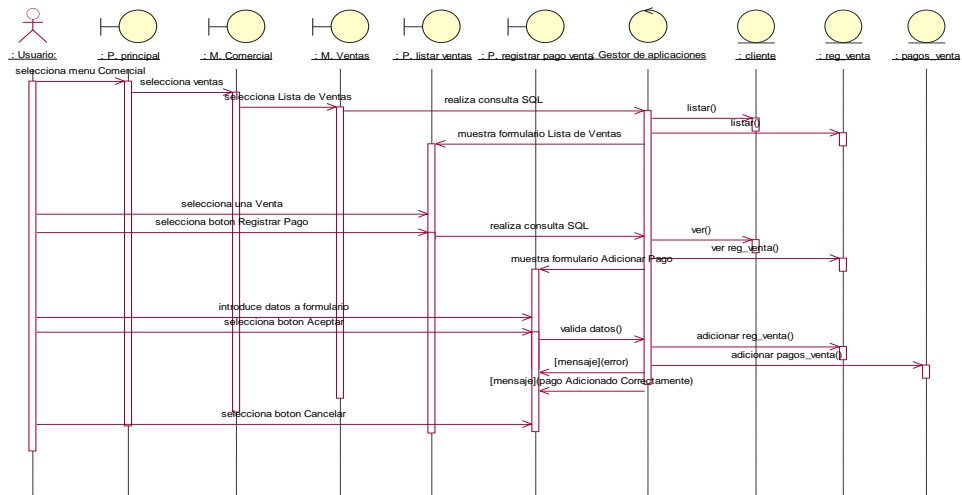 : Usuario:
: P. principal
: M. Comercial
: M. Ventas
: P. listar ventas
: P. registrar pago venta
: Gestor de aplicaciones
: cliente
: reg_venta
: pagos_venta
selecciona menu Comercial
selecciona ventas
selecciona Lista de Ventas
realiza consulta SQL
listar()
listar()
muestra formulario Lista de Ventas
selecciona una Venta
selecciona boton Registrar Pago
realiza consulta SQL
ver()
ver reg_venta()
muestra formulario Adicionar Pago
introduce datos a formulario
selecciona boton Aceptar
valida datos()
adicionar reg_venta()
adicionar pagos_venta()
[mensaje](error)
[mensaje](pago Adicionado Correctamente)
selecciona boton Cancelar